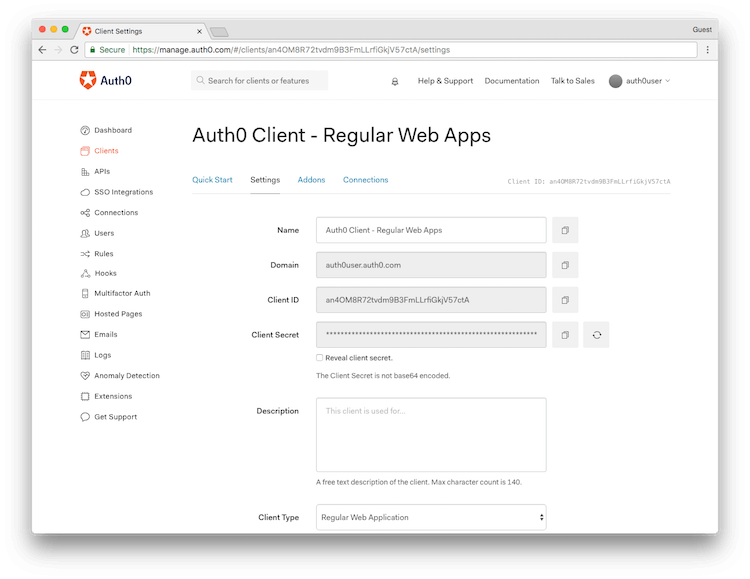 Client Settings
Guest
Secure https://manage.auth0.com/#/clients/an4OM8R72tvdm9B3FmLLrfiGkjV57ctA/settings
Auth0
Search for clients or features
Help & Support
Documentation
Talk to Sales
auth0user
Dashboard
Clients
APIs
SSO Integrations
Connections
Users
Rules
Hooks
Multifactor Auth
Hosted Pages
Emails
Logs
Anomaly Detection
Extensions
Get Support
Auth0 Client - Regular Web Apps
Quick Start
Settings
Addons
Connections
Client ID: an4OM8R72tvdm9B3FmLLrfiGkjV57ctA
Name
Auth0 Client - Regular Web Apps
Domain
auth0user.auth0.com
Client ID
an4OM8R72tvdm9B3FmLLrfiGkjV57ctA
Client Secret
************************************************************
Reveal client secret.
The Client Secret is not base64 encoded.
Description
This client is used for...
A free text description of the client. Max character count is 140.
Client Type
Regular Web Application